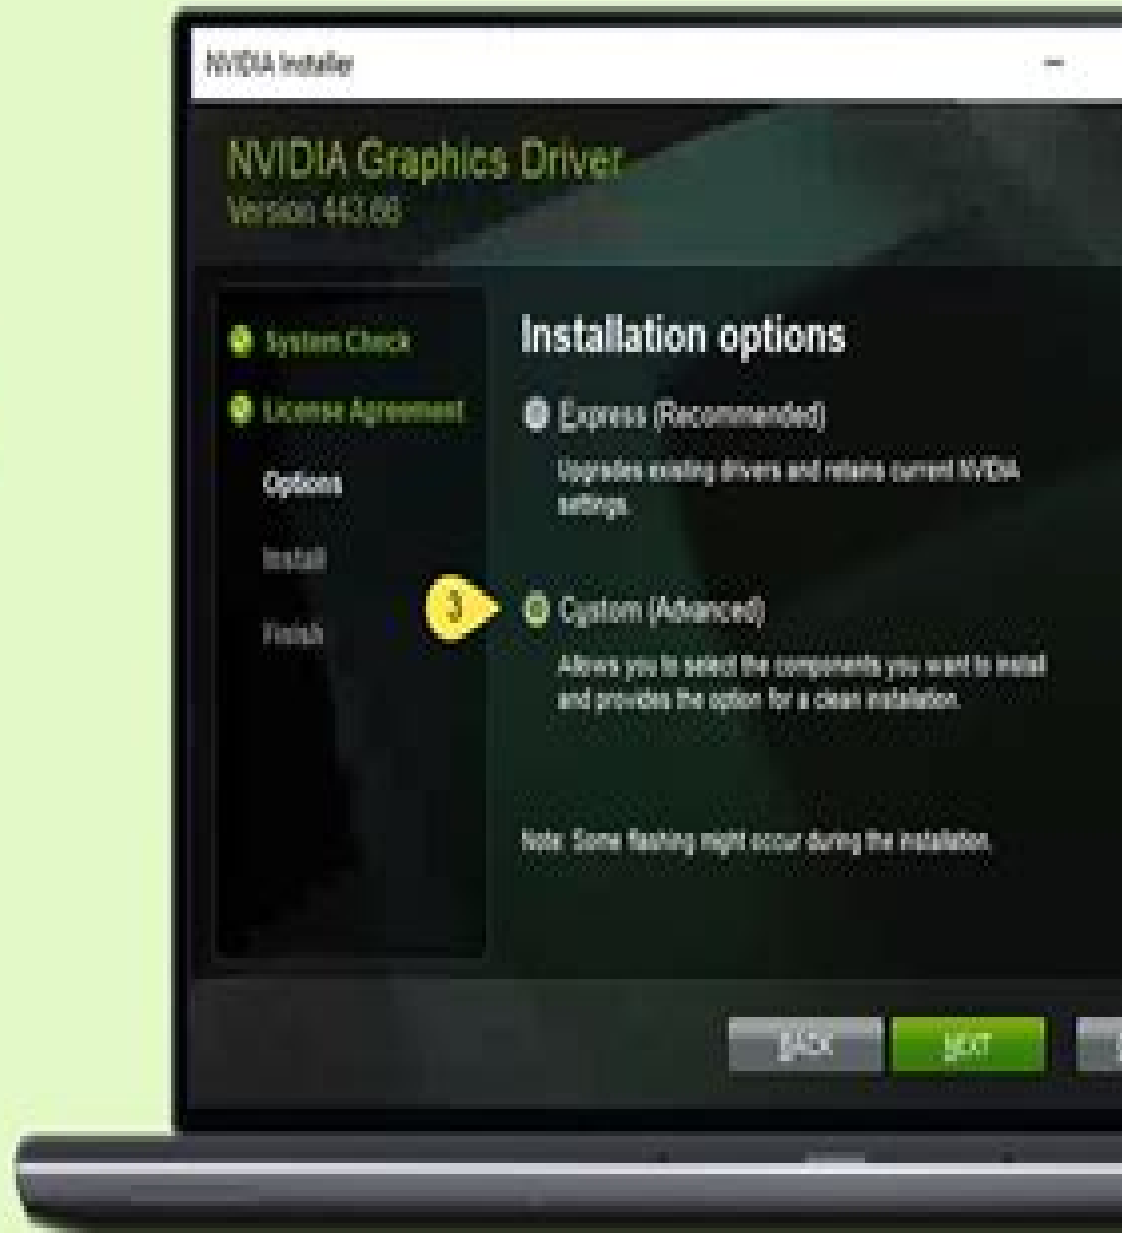 NVIDIA Installer
NVIDIA Graphics Driver
Version 443.66
System Check
License Agreement
Options
Install
Finish
Installation options
Express (Recommended)
Upgrades existing drivers and retains current NVIDIA
settings.
3
Custom (Advanced)
Allows you to select the components you want to install
and provides the option for a clean installation.
Note: Some flashing might occur during the installation.
BACK
NEXT